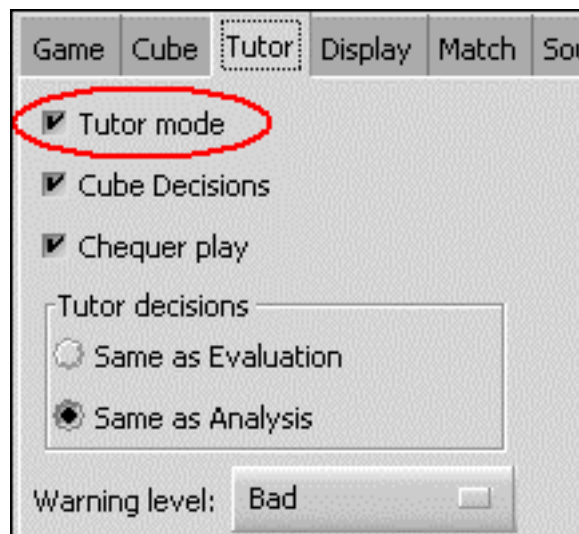 Game Cube Tutor Display Match Sou
Tutor mode
Cube Decisions
Chequer play
Tutor decisions
Same as Evaluation
Same as Analysis
Warning level: Bad